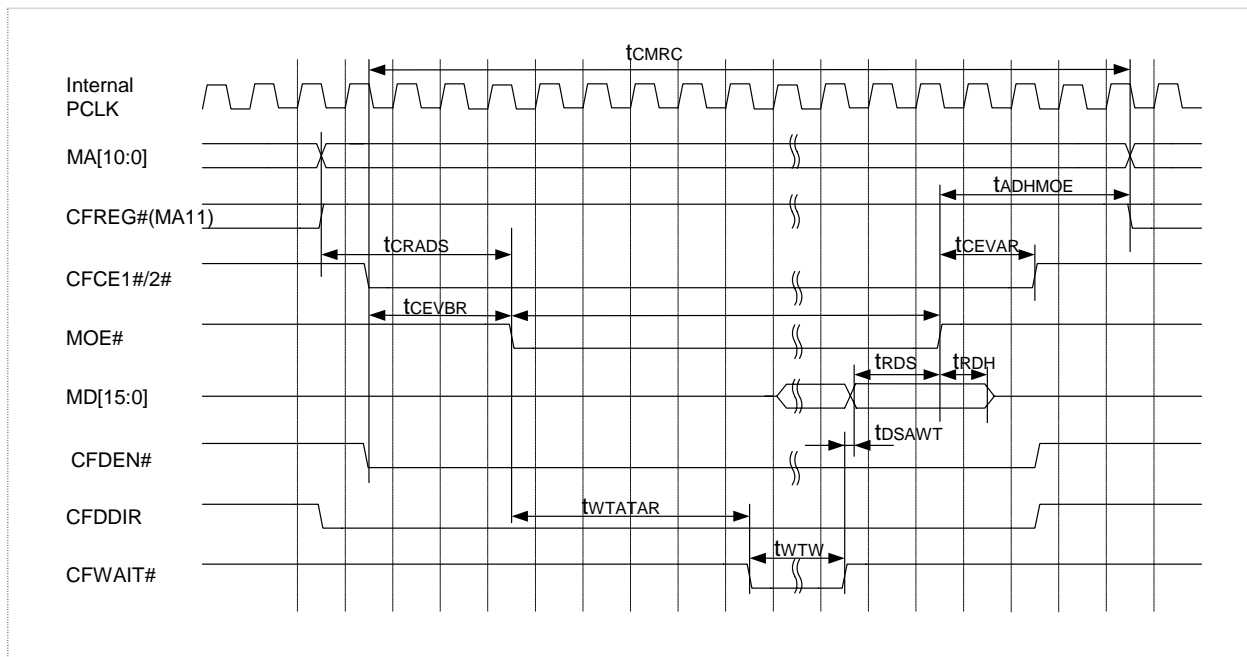 tCMRC
Internal
PCLK
MA[10:0]
tADHMOE
CFREG#(MA11)
tCRADS
tCEVAR
CFCE1#/2#
tCEVBR
MOE#
tRDS
tRDH
MD[15:0]
tDSAWT
CFDEN#
tWTATAR
CFDDIR
tWTW
CFWAIT#